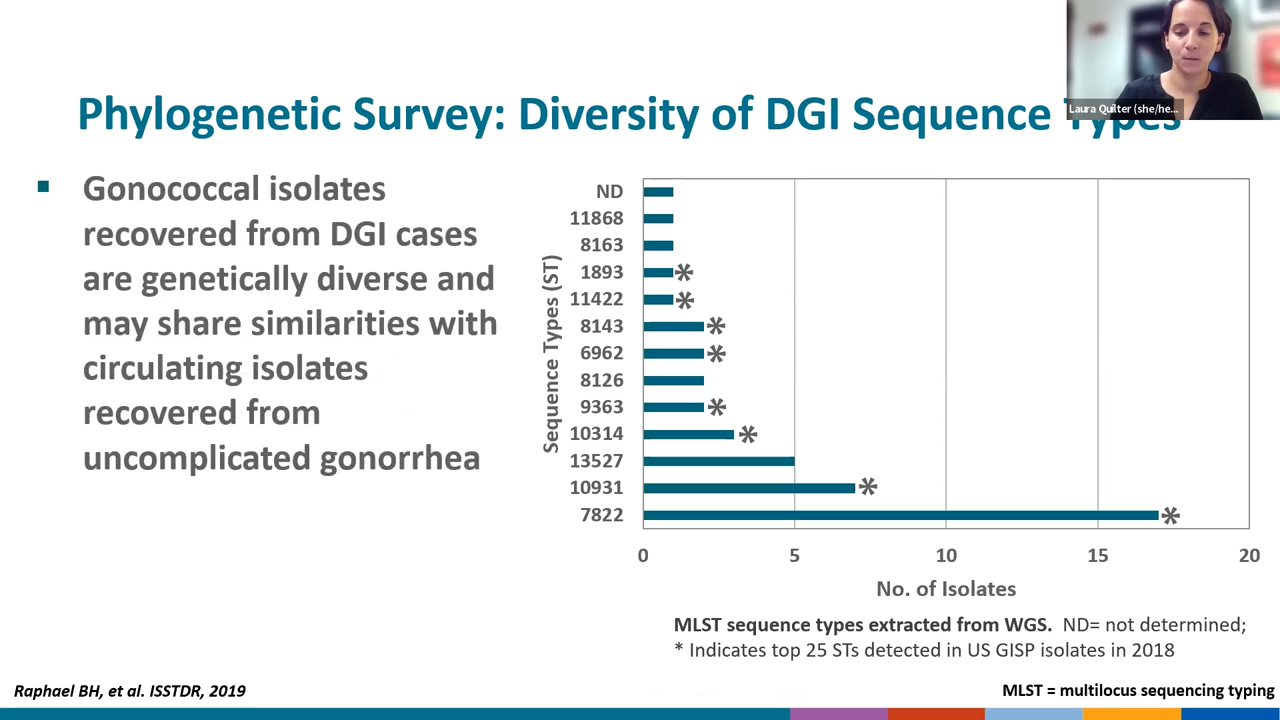 Laura Quilter (she/he...
Phylogenetic Survey: Diversity of DGI Sequence Types
▪ Gonococcal isolates
recovered from DGI cases
are genetically diverse and
may share similarities with
circulating isolates
recovered from
uncomplicated gonorrhea
Sequence Types (ST)
ND
11868
8163
1893 *
11422 *
8143 *
6962 *
8126
9363 *
10314 *
13527
10931 *
7822 *
0 5 10 15 20
No. of Isolates
MLST sequence types extracted from WGS. ND= not determined;
* Indicates top 25 STs detected in US GISP isolates in 2018
Raphael BH, et al. ISSTDR, 2019
MLST = multilocus sequencing typing